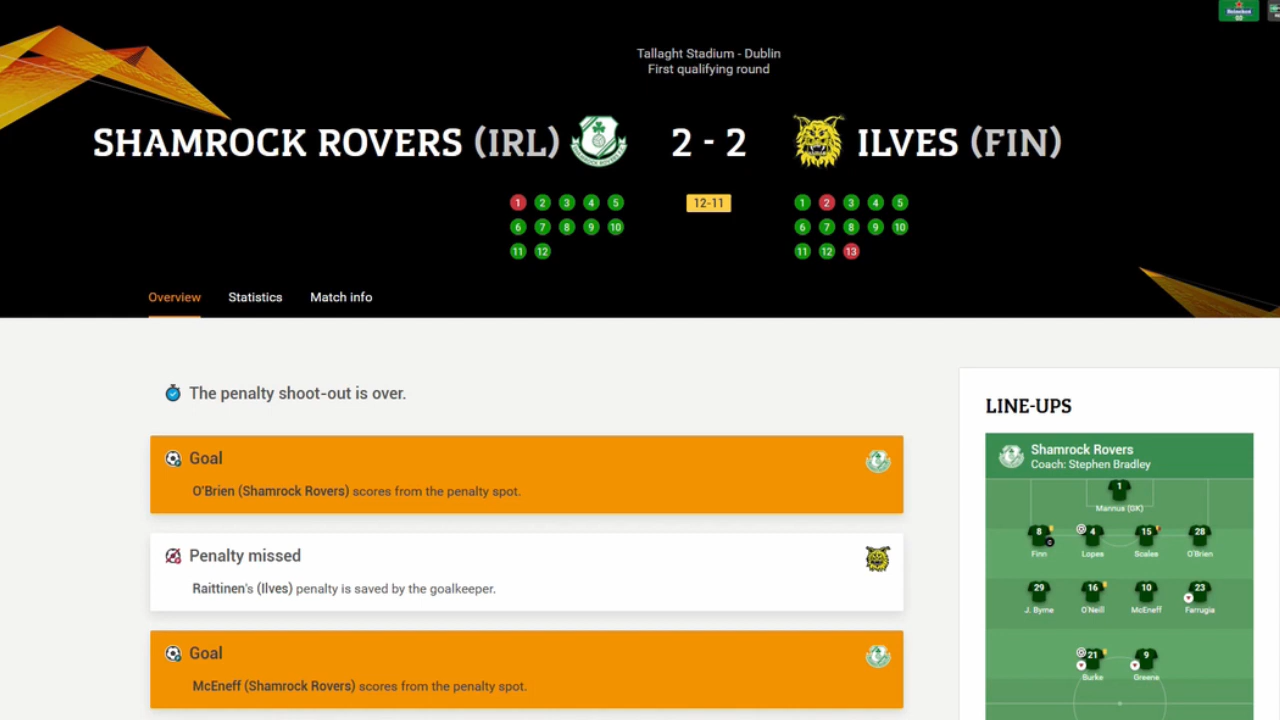 Heineken
Tallaght Stadium - Dublin
First qualifying round
SHAMROCK ROVERS (IRL) 2 - 2 ILVES (FIN)
1 2 3 4 5 12-11 1 2 3 4 5
6 7 8 9 10 6 7 8 9 10
11 12 11 12 13
Overview Statistics Match info
The penalty shoot-out is over.
Goal
O'Brien (Shamrock Rovers) scores from the penalty spot.
Penalty missed
Raittinen's (Ilves) penalty is saved by the goalkeeper.
Goal
McEneff (Shamrock Rovers) scores from the penalty spot.
LINE-UPS
Shamrock Rovers
Coach: Stephen Bradley
1
Mannus (GK)
8 4 15 28
Finn Lopes Scales O'Brien
29 16 10 23
J. Byrne O'Neill McEneff Farrugia
21 9
Burke Greene